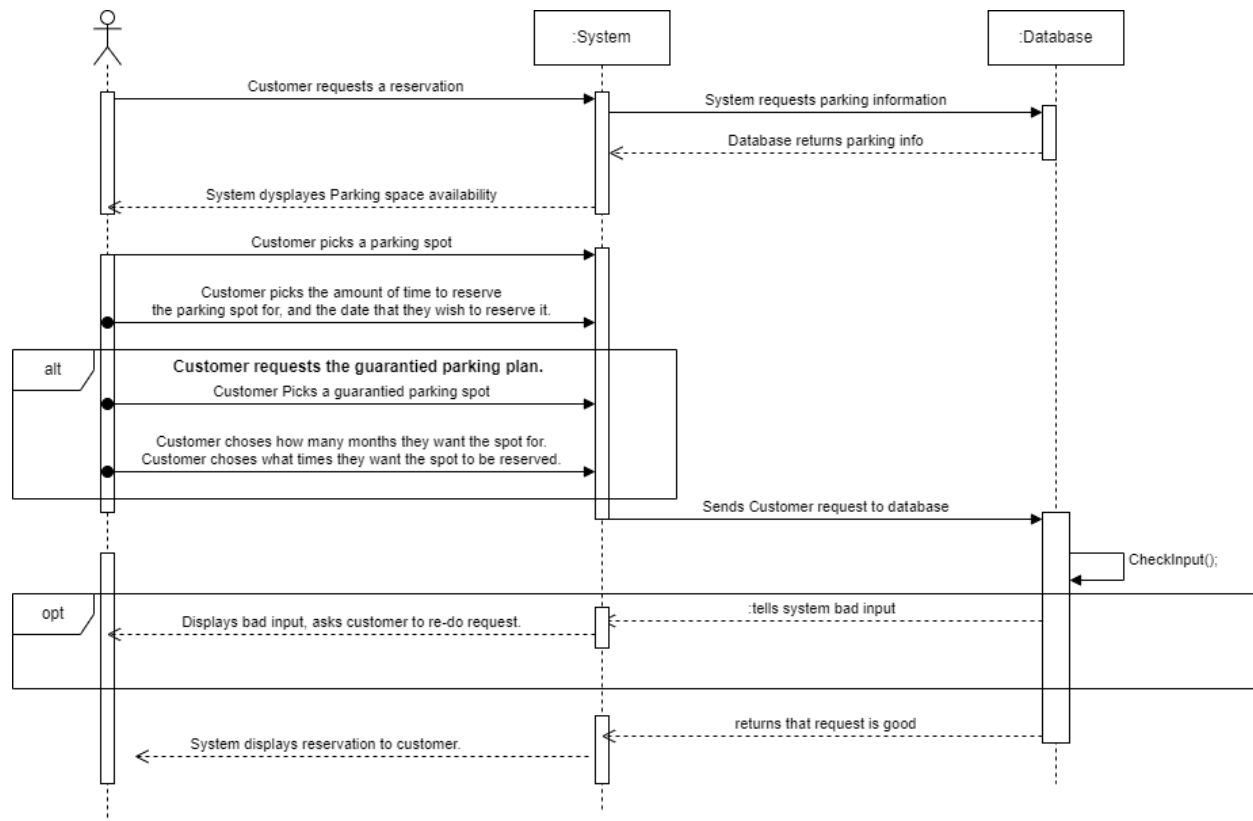 :System
:Database
Customer requests a reservation
System requests parking information
Database returns parking info
System dysplayes Parking space availability
Customer picks a parking spot
Customer picks the amount of time to reserve
the parking spot for, and the date that they wish to reserve it.
alt
Customer requests the guarantied parking plan.
Customer Picks a guarantied parking spot
Customer choses how many months they want the spot for.
Customer choses what times they want the spot to be reserved.
Sends Customer request to database
CheckInput();
opt
:tells system bad input
Displays bad input, asks customer to re-do request.
returns that request is good
System displays reservation to customer.